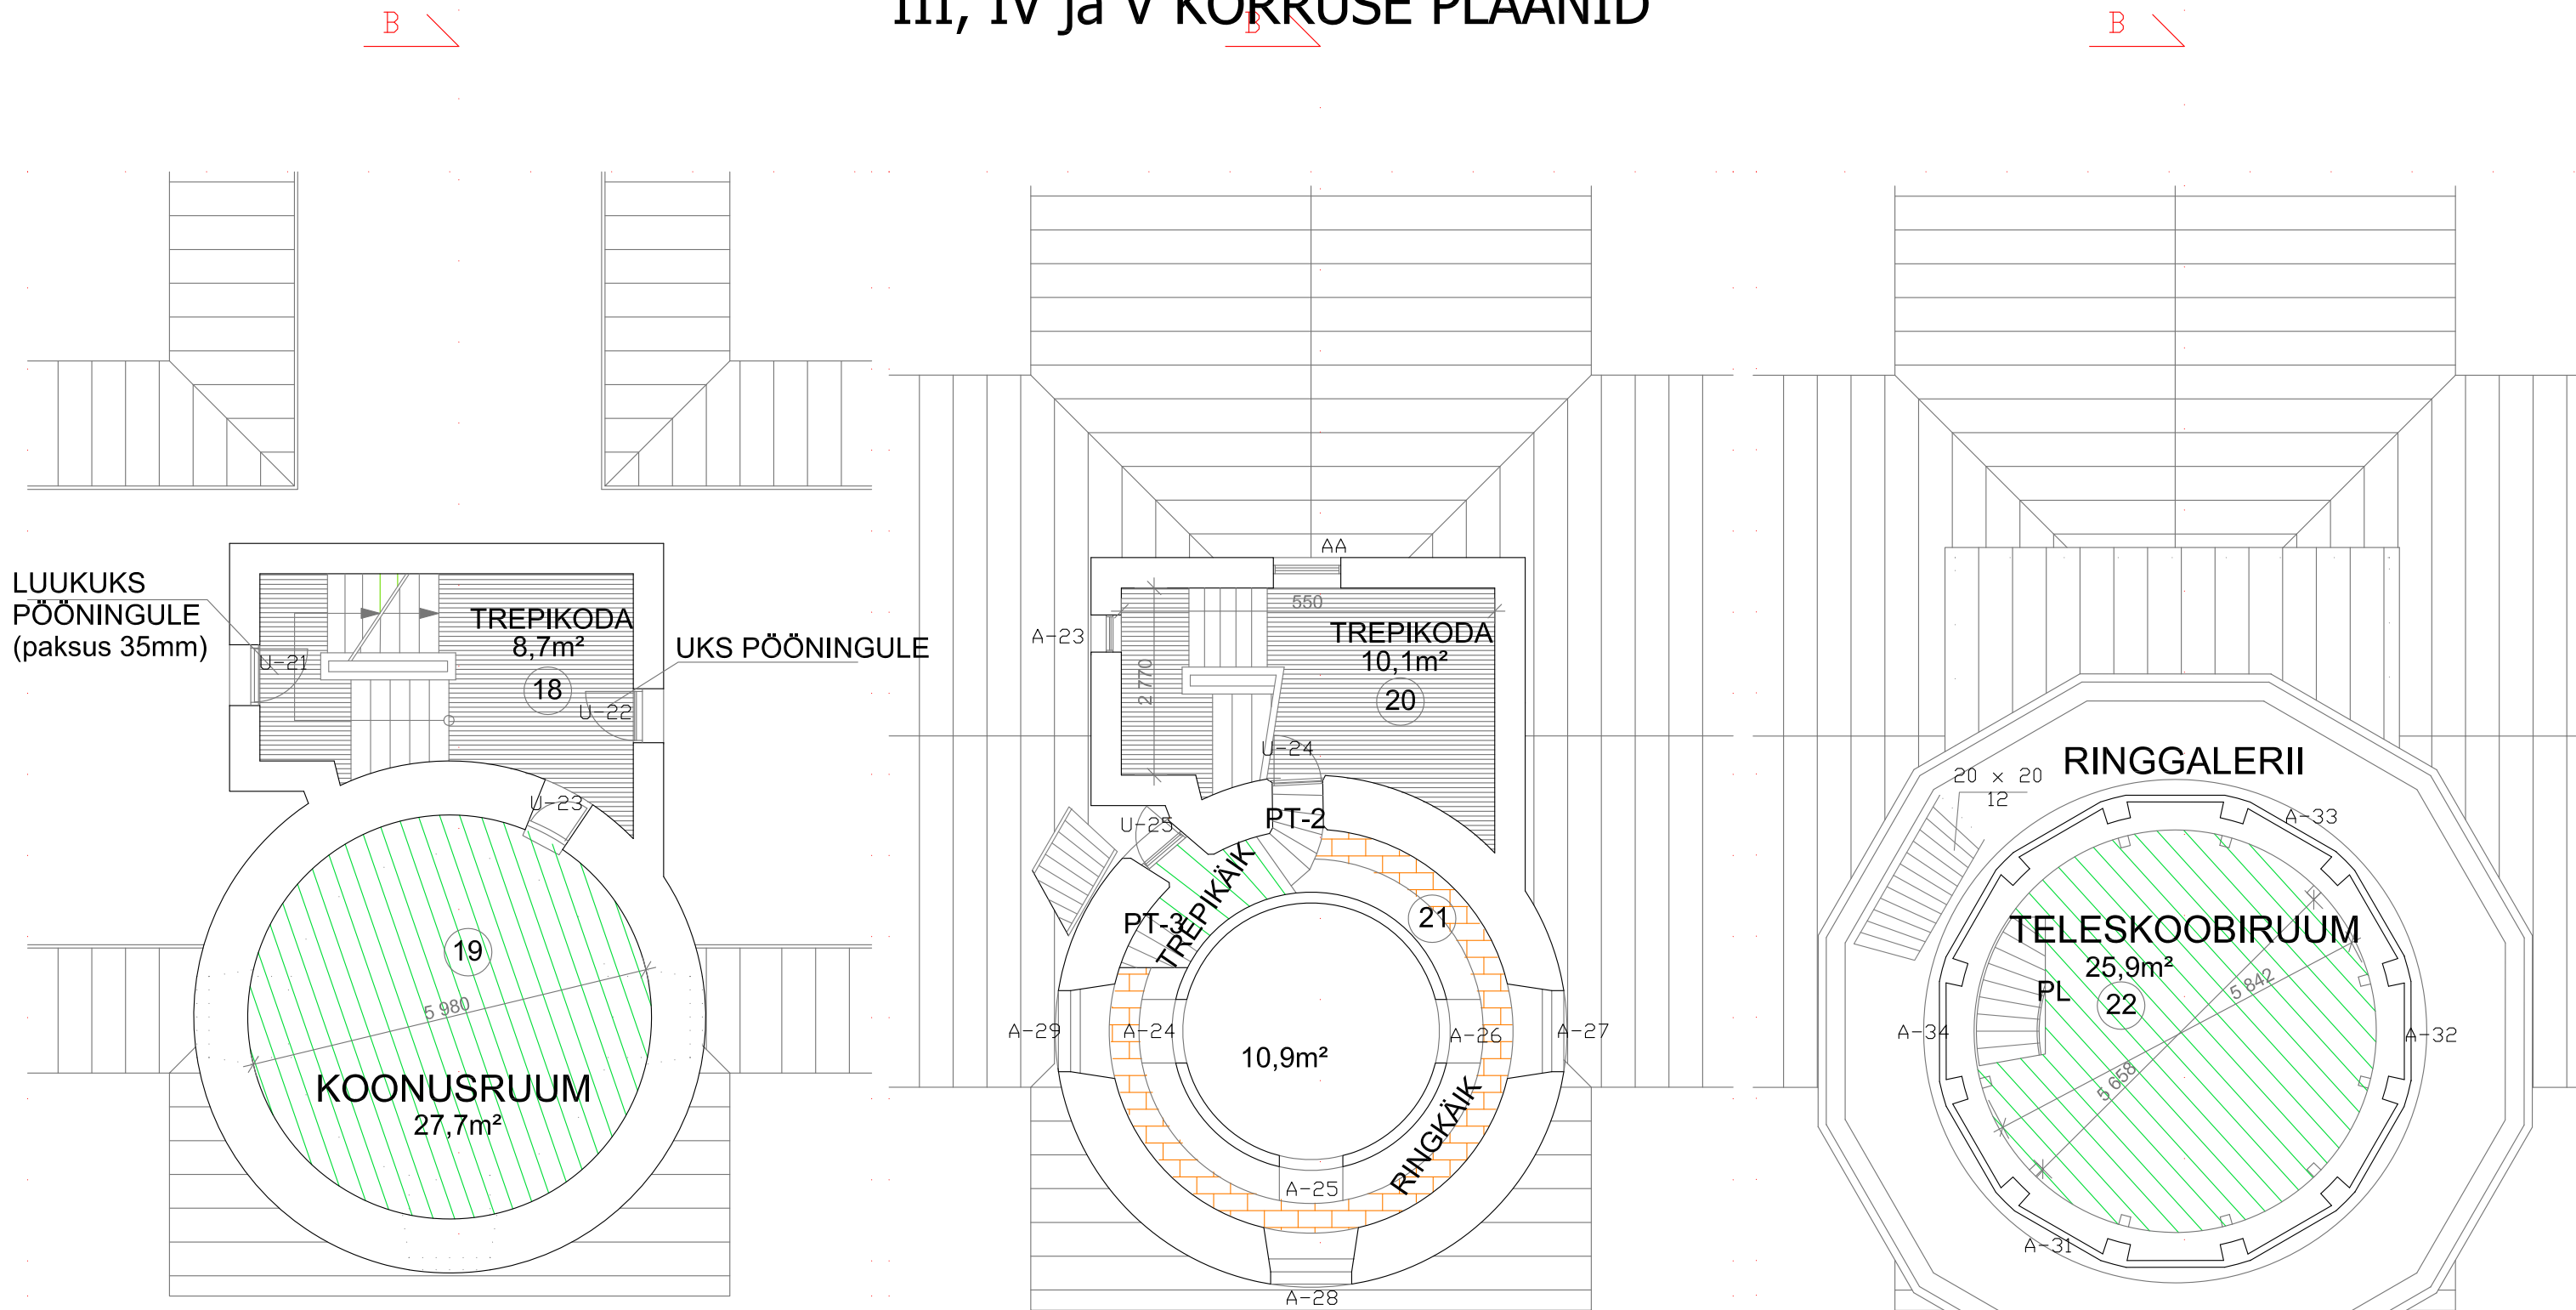 III, IV ja V KORRUSE PLAANID
B
B
B
LUUKUKS
PÖÖNINGULE
(paksus 35mm)
U-21
TREPIKODA
8,7m²
18
UKS PÖÖNINGULE
U-22
U-23
19
5 980
KOONUSRUUM
27,7m²
AA
A-23
550
2 770
TREPIKODA
10,1m²
20
U-24
U-25
PT-2
PT-3
TREPIKÄIK
21
A-29
A-24
10,9m²
A-26
A-27
RINGKÄIK
A-25
A-28
RINGGALERII
20 x 20
12
A-33
TELESKOOBIRUUM
25,9m²
PL
22
5 842
5 658
A-34
A-32
A-31